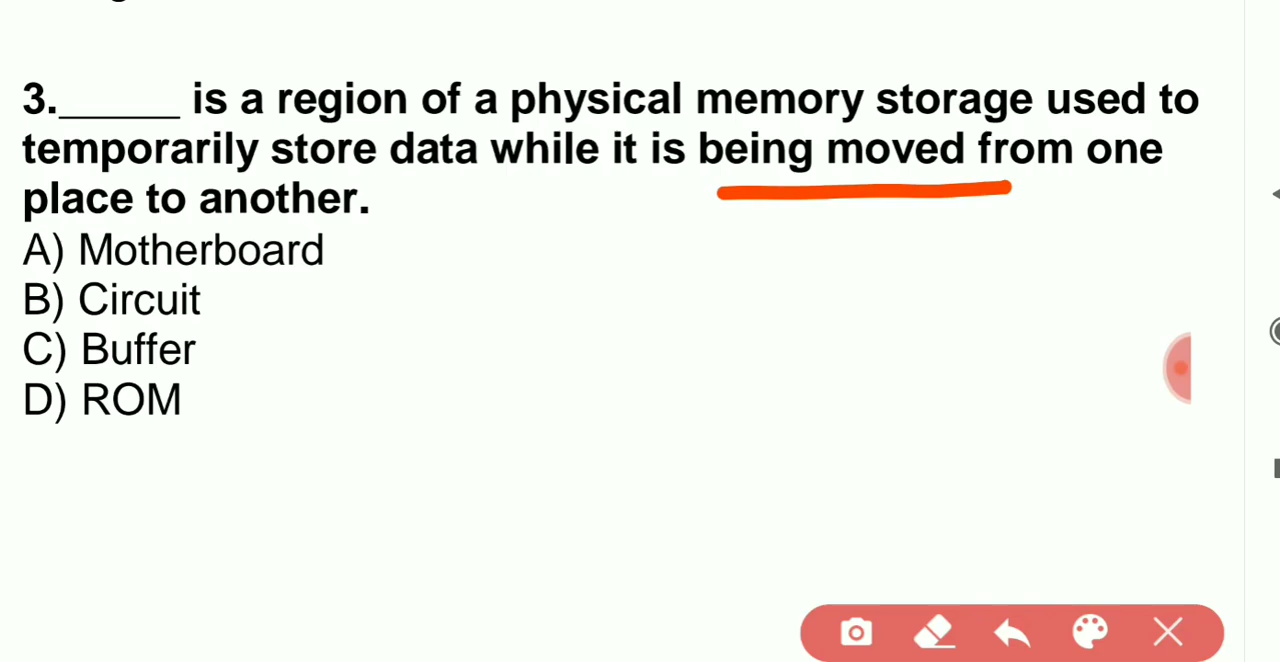 3._____ is a region of a physical memory storage used to
temporarily store data while it is being moved from one
place to another.
A) Motherboard
B) Circuit
C) Buffer
D) ROM